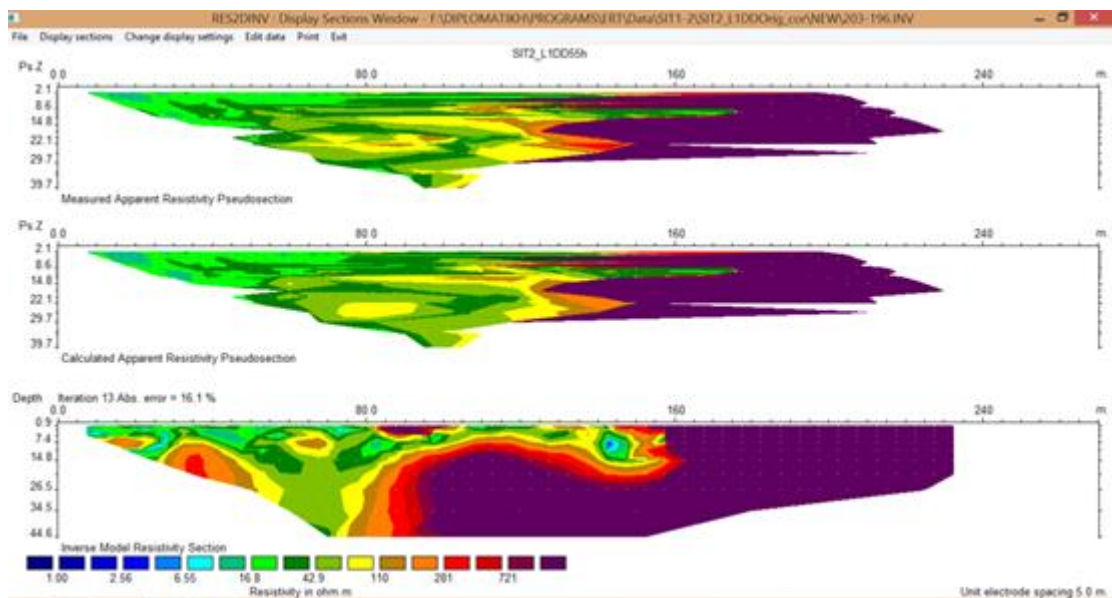 RES2DINV - Display Sections Window - F:\DIPLOMATIKH\PROGRAMS\ERT\Data\SIT1-2\SIT2_L1DDOrig_cor\NEW\203-196.INV
File Display sections Change display settings Edit data Print Exit
SIT2_L1DD55h
Ps.Z 0.0 80.0 160 240 m.
2.1
8.6
14.8
22.1
29.7
39.7
Measured Apparent Resistivity Pseudosection
Ps.Z 0.0 80.0 160 240 m.
2.1
8.6
14.8
22.1
29.7
39.7
Calculated Apparent Resistivity Pseudosection
Depth Iteration 13 Abs. error = 16.1 %
0.0 80.0 160 240 m.
0.9
7.4
14.8
26.5
34.5
44.6
Inverse Model Resistivity Section
1.00 2.56 6.55 16.8 42.9 110 281 721
Resistivity in ohm.m
Unit electrode spacing 5.0 m.